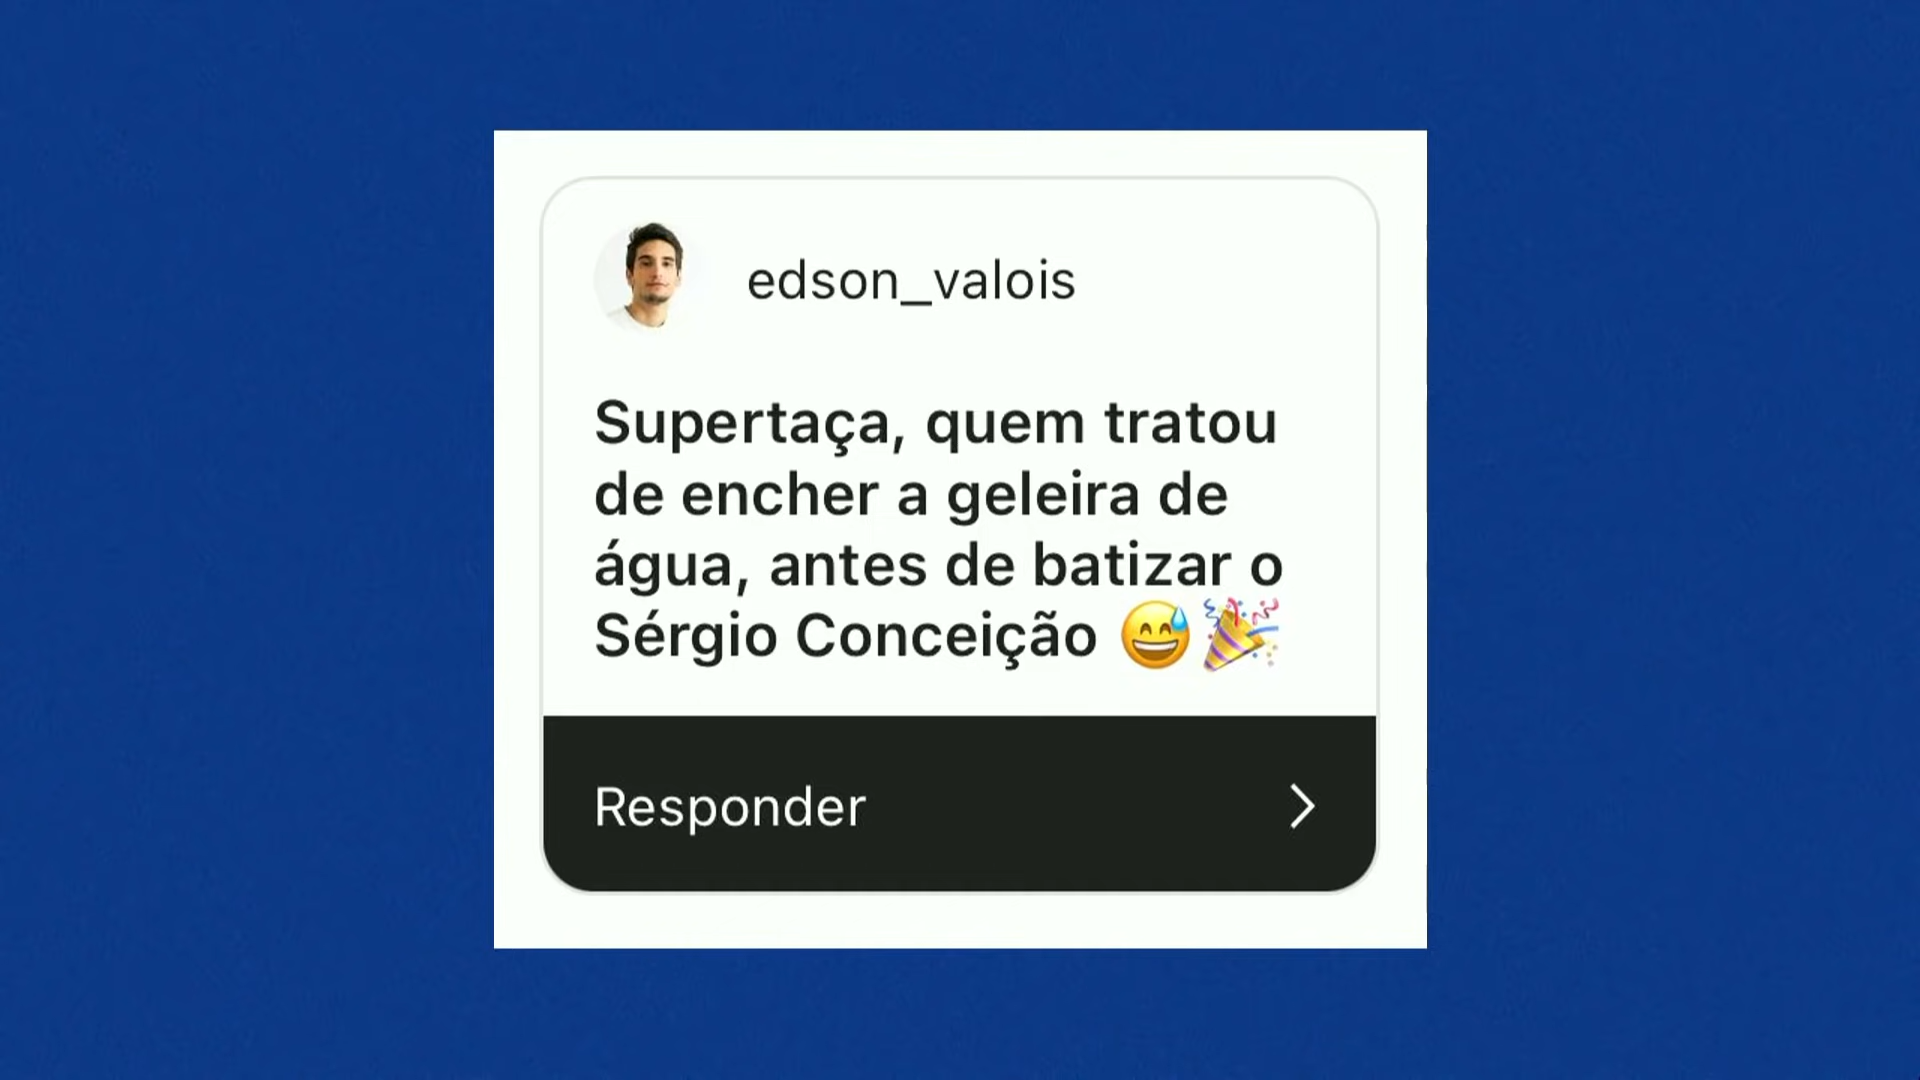 edson_valois
Supertaça, quem tratou
de encher a geleira de
água, antes de batizar o
Sérgio Conceição 😅🎉
Responder